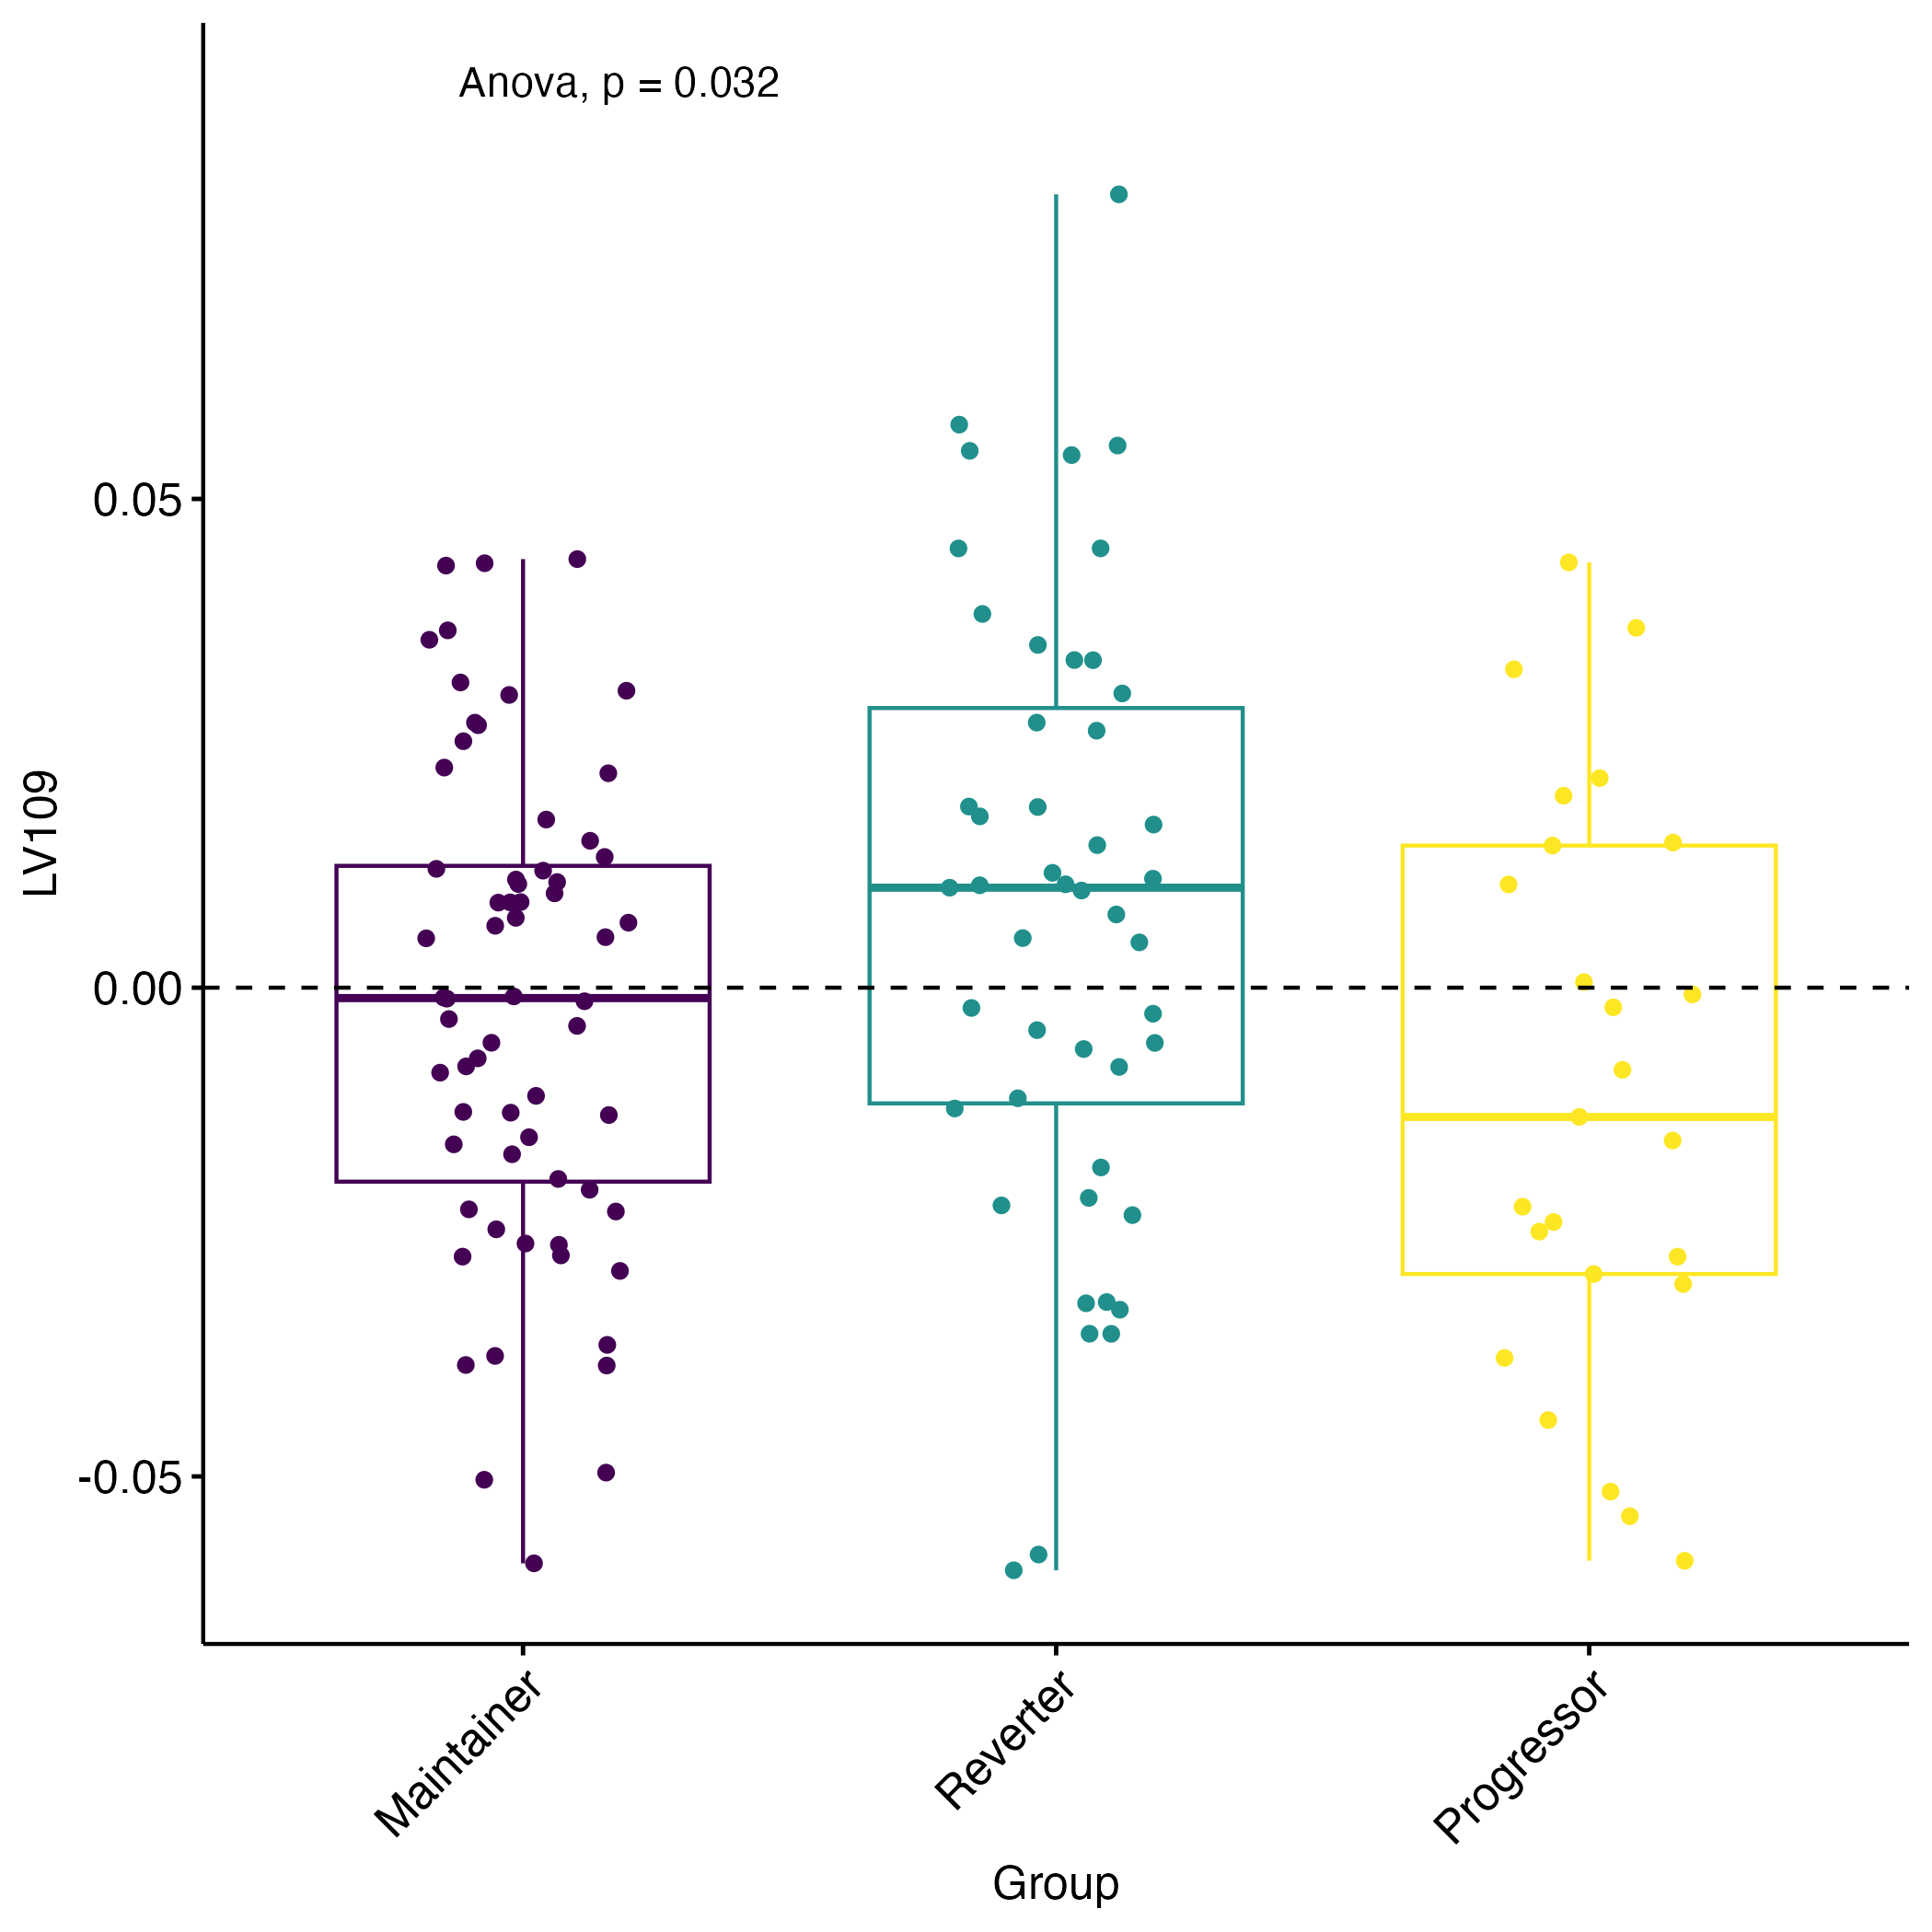 Anova, p = 0.032
LV109
0.05
0.00
-0.05
Maintainer
Reverter
Progressor
Group